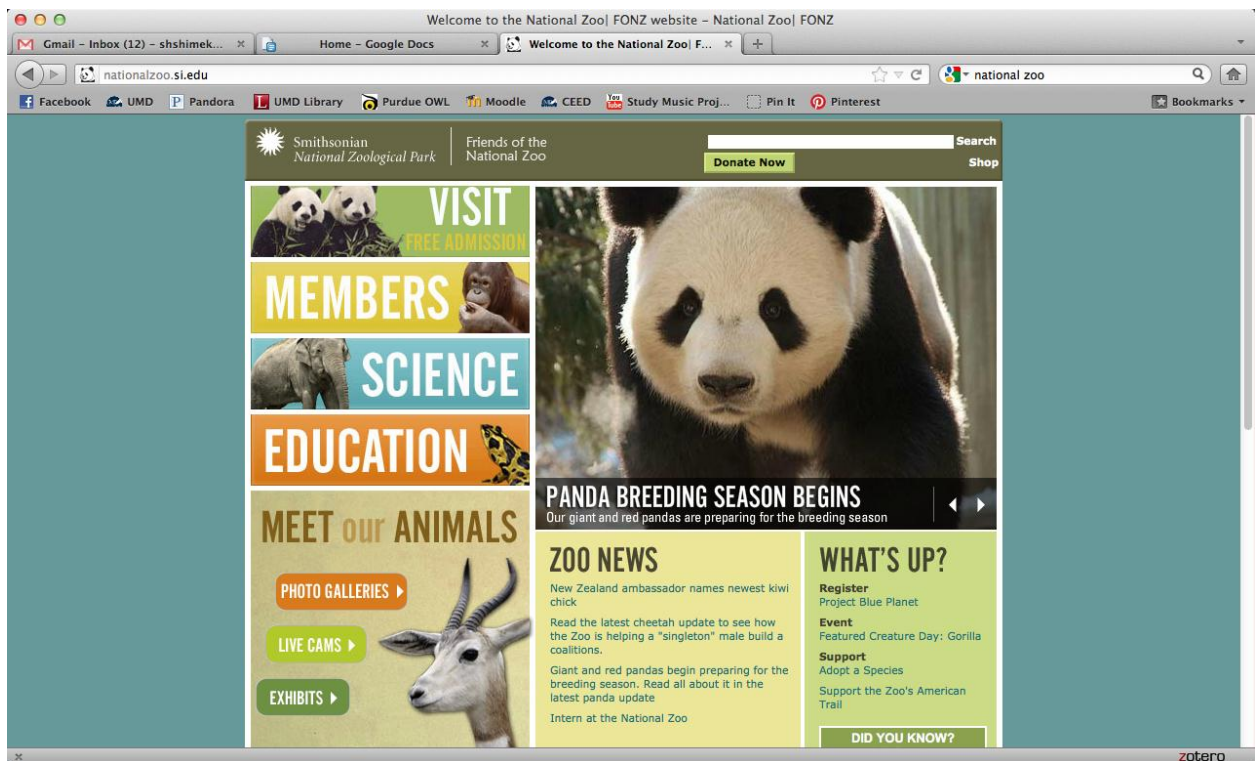 Welcome to the National Zoo| FONZ website – National Zoo| FONZ
Gmail – Inbox (12) – shshimek...
Home – Google Docs
Welcome to the National Zoo| F...
nationalzoo.si.edu
national zoo
Facebook
UMD
Pandora
UMD Library
Purdue OWL
Moodle
CEED
Study Music Proj...
Pin It
Pinterest
Bookmarks
Smithsonian
National Zoological Park
Friends of the
National Zoo
Search
Donate Now
Shop
VISIT
FREE ADMISSION
MEMBERS
SCIENCE
EDUCATION
MEET our ANIMALS
PHOTO GALLERIES
LIVE CAMS
EXHIBITS
PANDA BREEDING SEASON BEGINS
Our giant and red pandas are preparing for the breeding season
ZOO NEWS
New Zealand ambassador names newest kiwi
chick
Read the latest cheetah update to see how
the Zoo is helping a "singleton" male build a
coalitions.
Giant and red pandas begin preparing for the
breeding season. Read all about it in the
latest panda update
Intern at the National Zoo
WHAT'S UP?
Register
Project Blue Planet
Event
Featured Creature Day: Gorilla
Support
Adopt a Species
Support the Zoo's American
Trail
DID YOU KNOW?
zotero